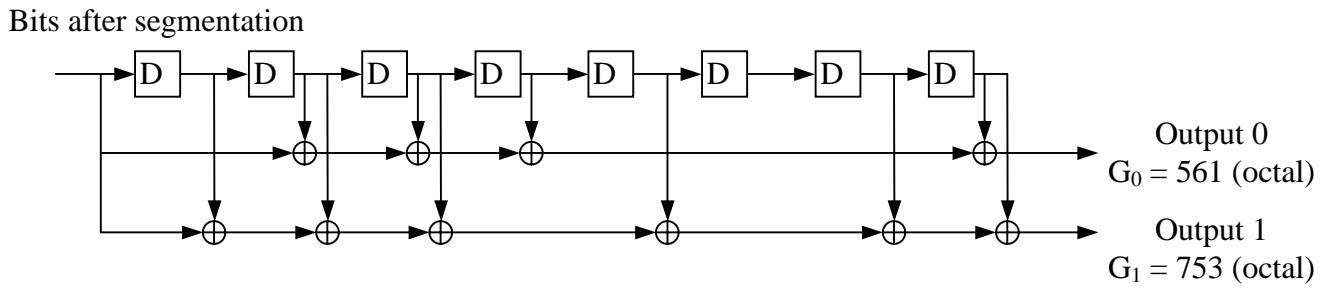 Bits after segmentation
D D D D D D D D
Output 0
G₀ = 561 (octal)
Output 1
G₁ = 753 (octal)